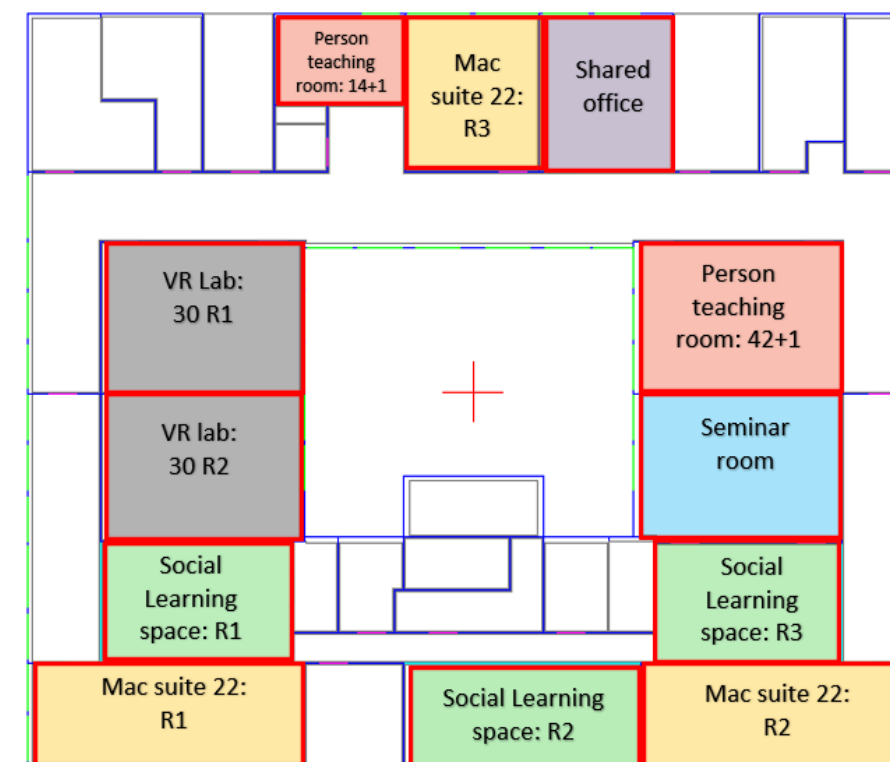 Person
teaching
room: 14+1
Mac
suite 22:
R3
Shared
office
VR Lab:
30 R1
Person
teaching
room: 42+1
VR lab:
30 R2
Seminar
room
Social
Learning
space: R1
Social
Learning
space: R3
Mac suite 22:
R1
Social Learning
space: R2
Mac suite 22:
R2